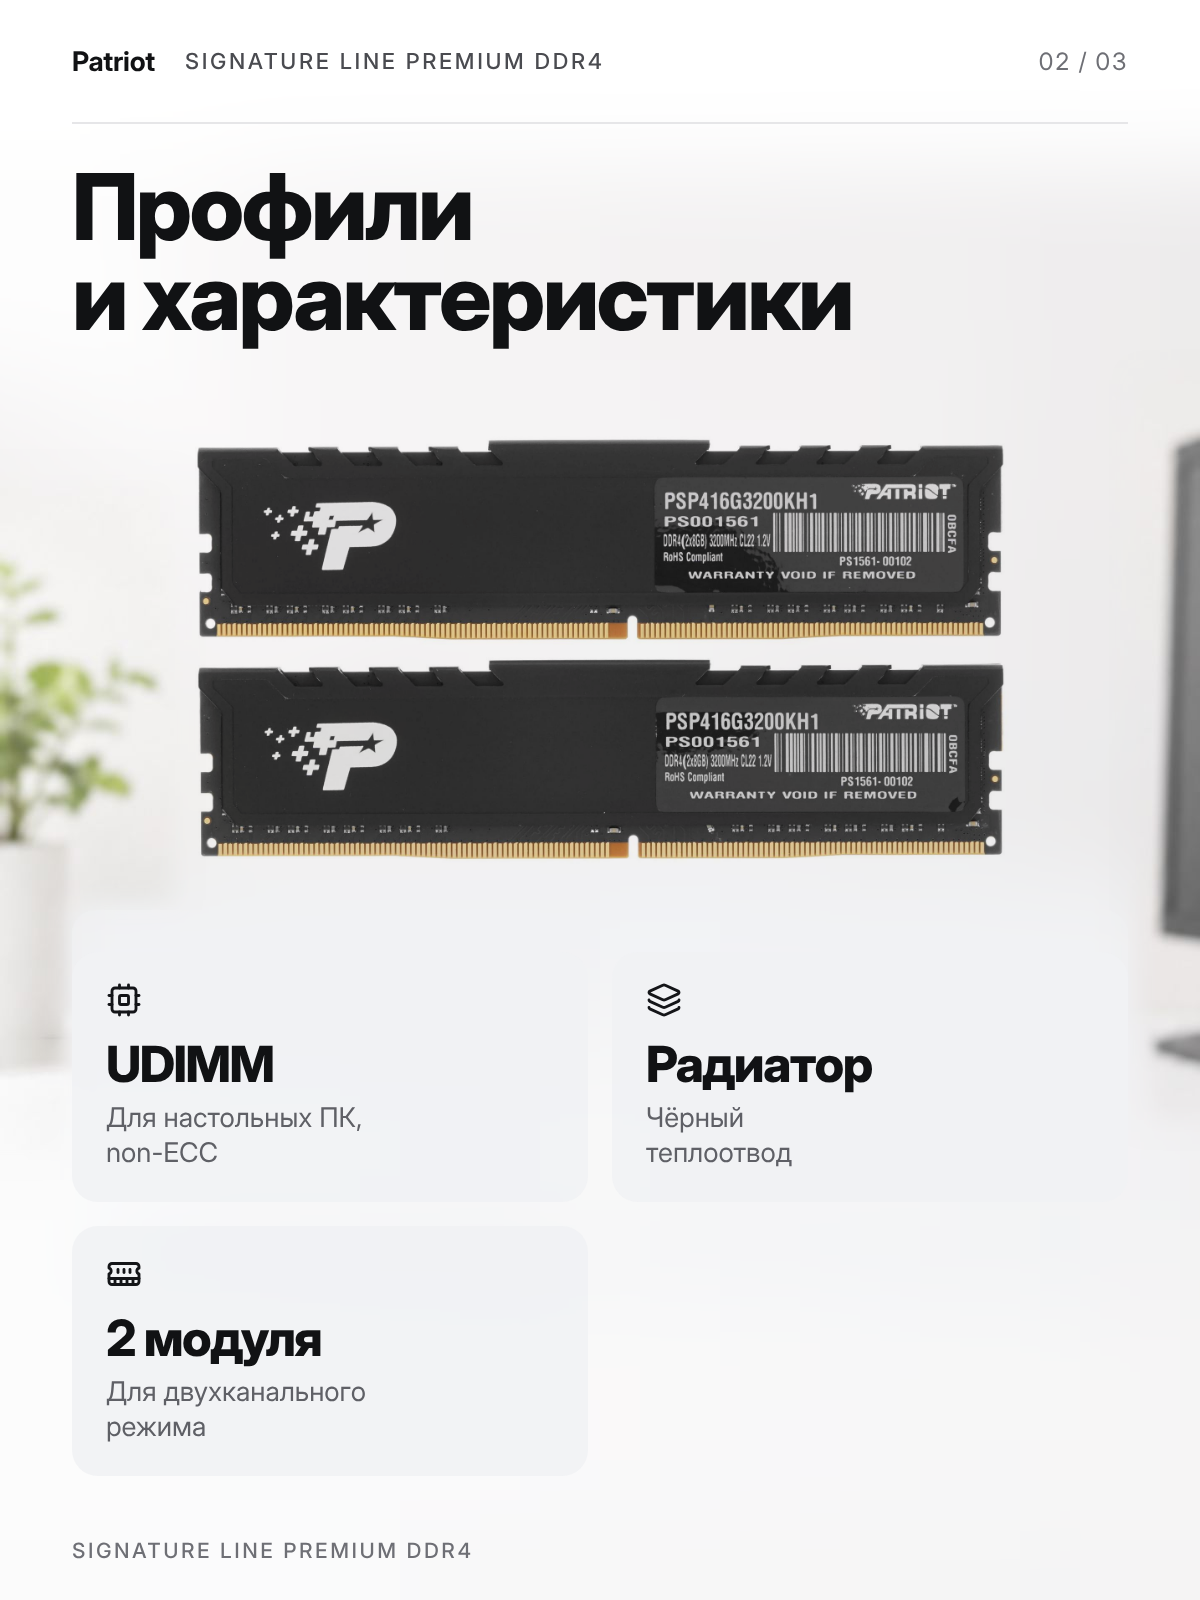 Patriot SIGNATURE LINE PREMIUM DDR4 02 / 03
Профили
и характеристики
PATRIOT
PSP416G3200KH1
PS001561
DDR4(2x8GB) 3200MHz CL22 1.2V
0BCFA
RoHS Compliant
PS1561- 00102
WARRANTY VOID IF REMOVED
PATRIOT
PSP416G3200KH1
PS001561
DDR4(2x8GB) 3200MHz CL22 1.2V
0BCFA
RoHS Compliant
PS1561- 00102
WARRANTY VOID IF REMOVED
UDIMM
Для настольных ПК,
non-ECC
Радиатор
Чёрный
теплоотвод
2 модуля
Для двухканального
режима
SIGNATURE LINE PREMIUM DDR4